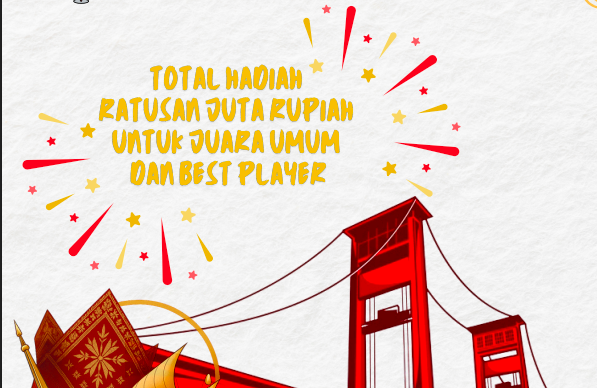 TOTAL HADIAH
RATUSAN JUTA RUPIAH
UNTUK JUARA UMUM
DAN BEST PLAYER